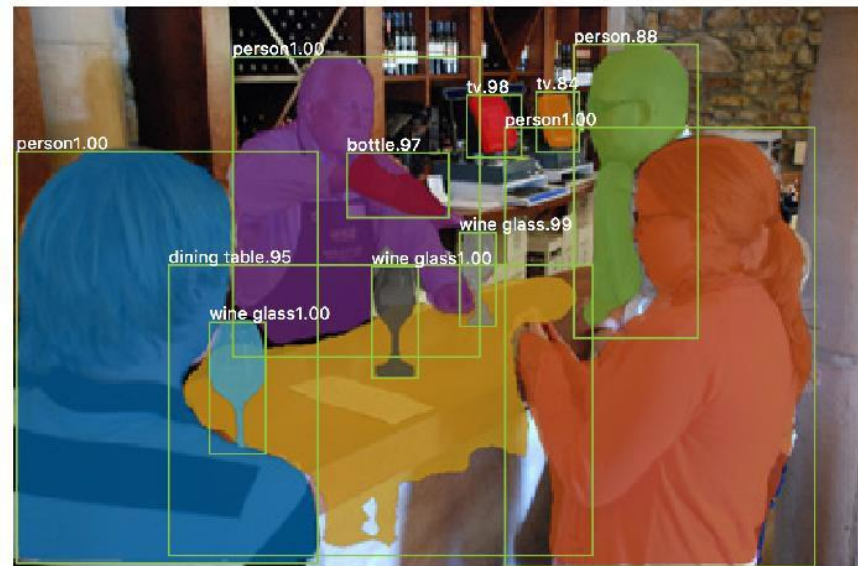 person1.00
person.88
tv.98
tv.84
person1.00
person1.00
bottle.97
wine glass.99
dining table.95
wine glass1.00
wine glass1.00